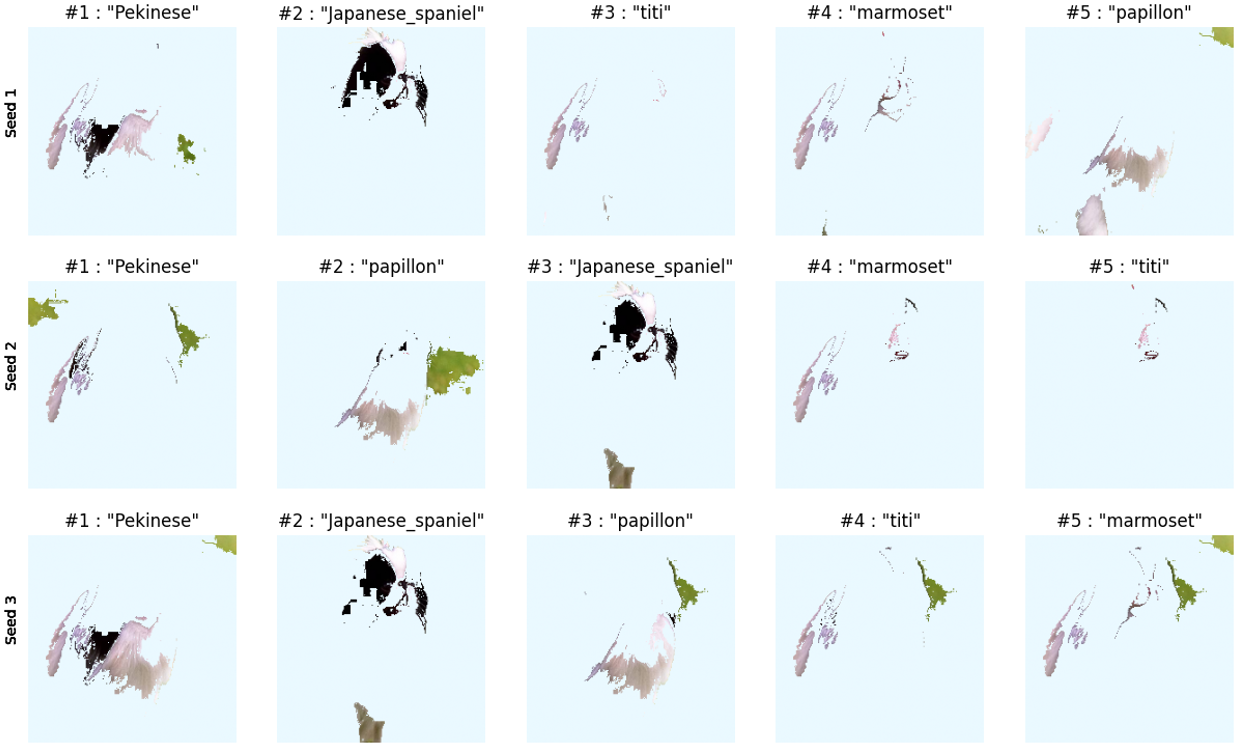 #1 : "Pekinese"
#2 : "Japanese_spaniel"
#3 : "titi"
#4 : "marmoset"
#5 : "papillon"
Seed 1
#1 : "Pekinese"
#2 : "papillon"
#3 : "Japanese_spaniel"
#4 : "marmoset"
#5 : "titi"
Seed 2
#1 : "Pekinese"
#2 : "Japanese_spaniel"
#3 : "papillon"
#4 : "titi"
#5 : "marmoset"
Seed 3